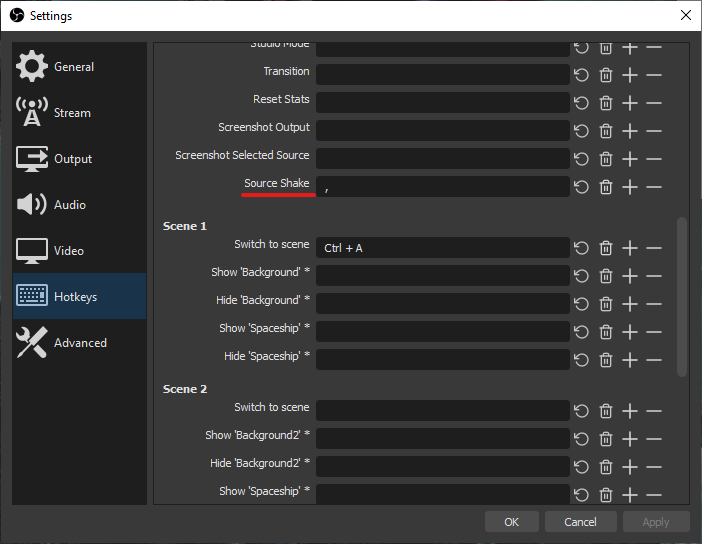 Settings
General
Stream
Output
Audio
Video
Hotkeys
Advanced
Studio Mode
Transition
Reset Stats
Screenshot Output
Screenshot Selected Source
Source Shake ,
Scene 1
Switch to scene Ctrl + A
Show 'Background' *
Hide 'Background' *
Show 'Spaceship' *
Hide 'Spaceship' *
Scene 2
Switch to scene
Show 'Background2' *
Hide 'Background2' *
Show 'Spaceship' *
OK Cancel Apply